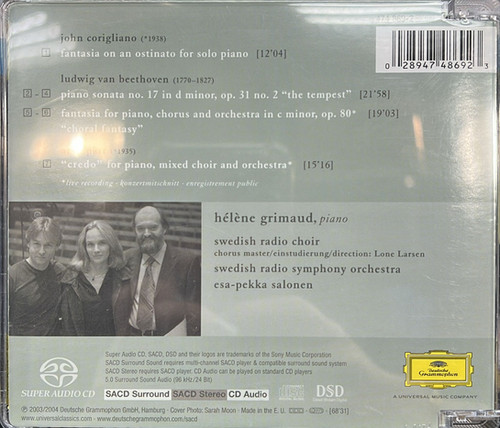 john corigliano (*1938)
1 fantasia on an ostinato for solo piano [12'04]
ludwig van beethoven (1770–1827)
2 – 4 piano sonata no. 17 in d minor, op. 31 no. 2 “the tempest” [21'58]
5 – 6 fantasia for piano, chorus and orchestra in c minor, op. 80* [19'03]
“choral fantasy”
1935)
“credo” for piano, mixed choir and orchestra* [15'16]
*live recording · konzertmitschnitt · enregistrement public
0 28947 48692 3
hélène grimaud, piano
swedish radio choir
chorus master/einstudierung/direction: Lone Larsen
swedish radio symphony orchestra
esa-pekka salonen
Super Audio CD, SACD, DSD and their logos are trademarks of the Sony Music Corporation
SACD Surround Sound requires multi-channel SACD player & compatible surround sound system
SACD Stereo requires SACD player. CD Audio can be played on standard CD players
5.0 Surround Sound Audio (96 kHz/24 Bit)
SUPER AUDIO CD
SACD Surround SACD Stereo CD Audio
DSD
Deutsche Grammophon
A UNIVERSAL MUSIC COMPANY
℗ 2003/2004 Deutsche Grammophon GmbH, Hamburg · Cover Photo: Sarah Moon · Made in the E. U. [68'31]
www.universalclassics.com · www.deutschegrammophon.com/sacd